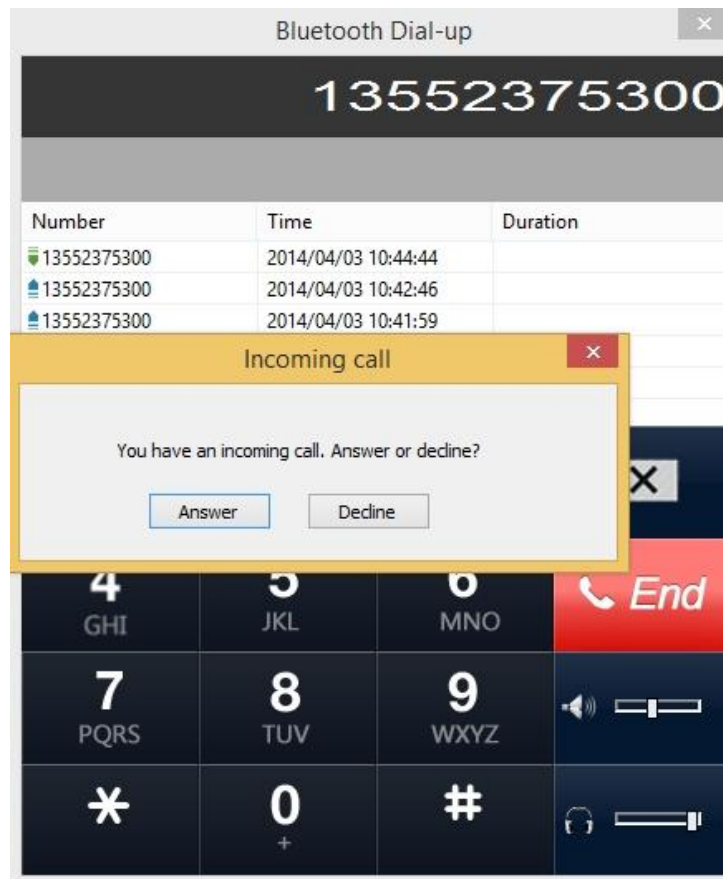 Bluetooth Dial-up
13552375300
Number Time Duration
13552375300 2014/04/03 10:44:44
13552375300 2014/04/03 10:42:46
13552375300 2014/04/03 10:41:59
Incoming call
You have an incoming call. Answer or decline?
Answer Decline
4 5 6 End
GHI JKL MNO
7 8 9
PQRS TUV WXYZ
* 0 #
+